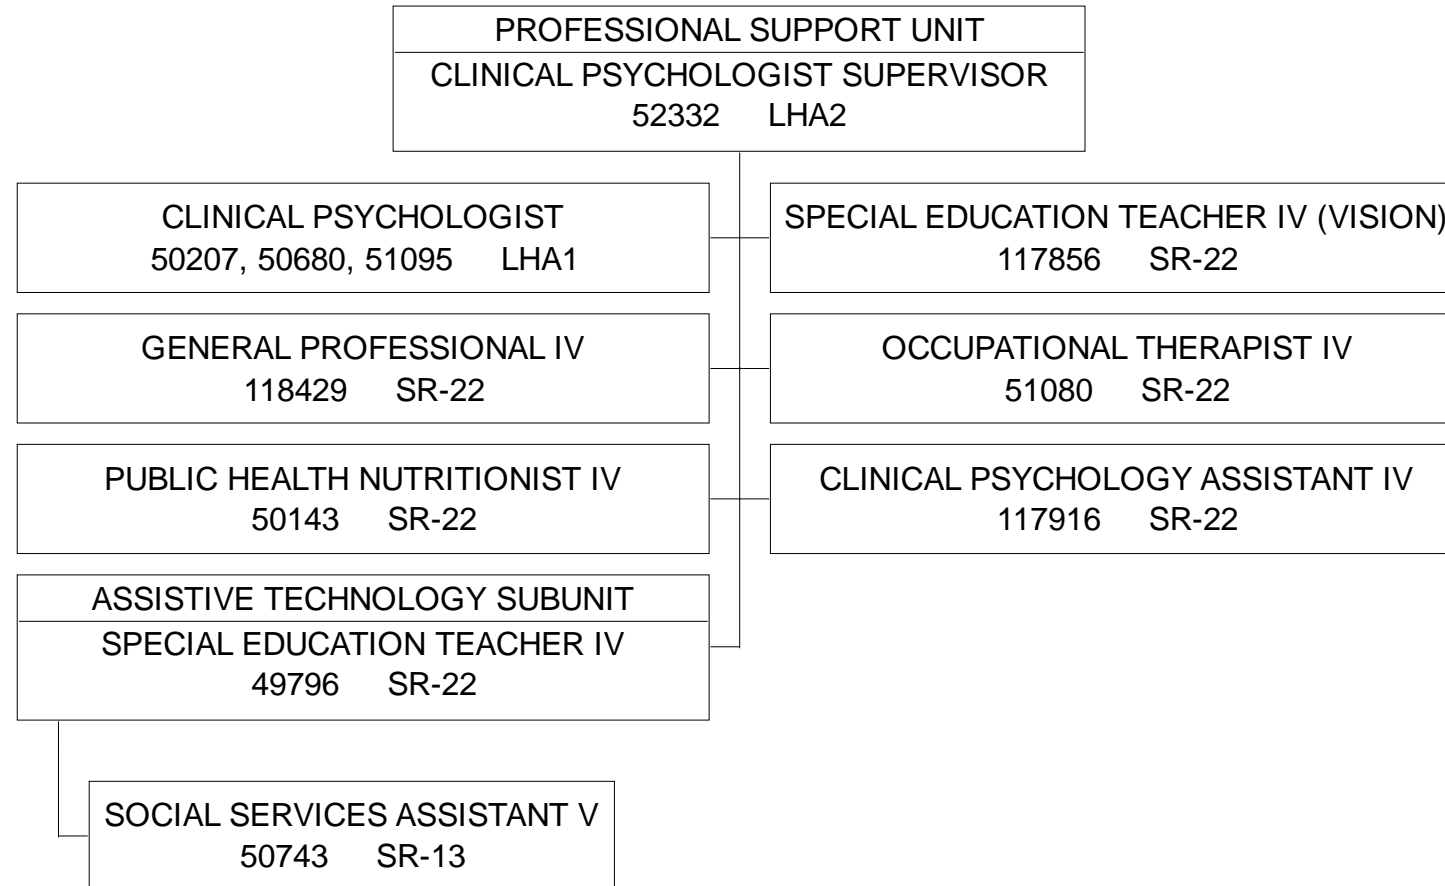 PROFESSIONAL SUPPORT UNIT
CLINICAL PSYCHOLOGIST SUPERVISOR
52332 LHA2
CLINICAL PSYCHOLOGIST
50207, 50680, 51095 LHA1
SPECIAL EDUCATION TEACHER IV (VISION)
117856 SR-22
GENERAL PROFESSIONAL IV
118429 SR-22
OCCUPATIONAL THERAPIST IV
51080 SR-22
PUBLIC HEALTH NUTRITIONIST IV
50143 SR-22
CLINICAL PSYCHOLOGY ASSISTANT IV
117916 SR-22
ASSISTIVE TECHNOLOGY SUBUNIT
SPECIAL EDUCATION TEACHER IV
49796 SR-22
SOCIAL SERVICES ASSISTANT V
50743 SR-13